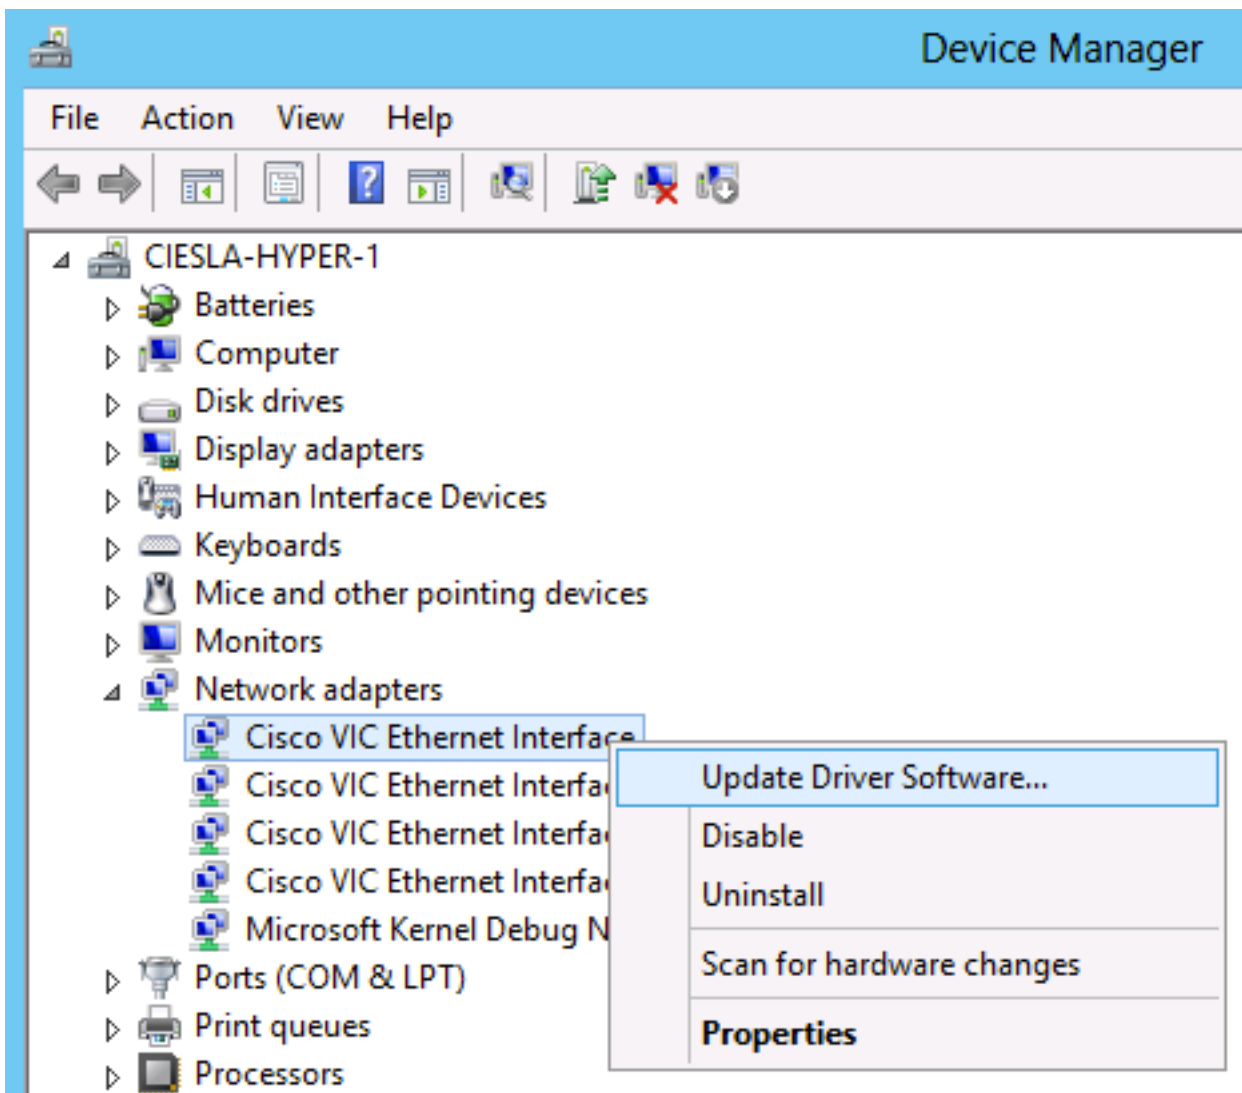 Device Manager
File Action View Help
?
CIESLA-HYPER-1
Batteries
Computer
Disk drives
Display adapters
Human Interface Devices
Keyboards
Mice and other pointing devices
Monitors
Network adapters
Cisco VIC Ethernet Interface
Cisco VIC Ethernet Interfa
Cisco VIC Ethernet Interfa
Cisco VIC Ethernet Interfa
Microsoft Kernel Debug N
Ports (COM & LPT)
Print queues
Processors
Update Driver Software...
Disable
Uninstall
Scan for hardware changes
Properties